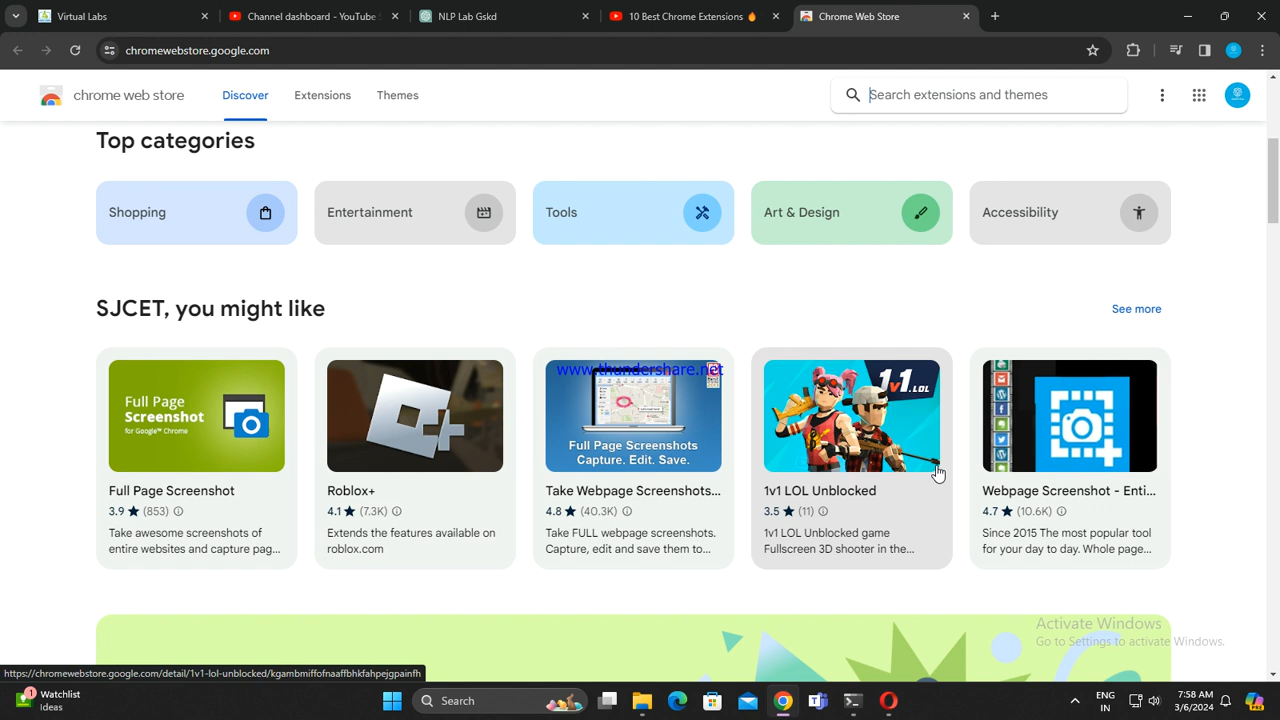 Virtual Labs
Channel dashboard - YouTube S
NLP Lab Gskd
10 Best Chrome Extensions 🔥
Chrome Web Store
chromewebstore.google.com
chrome web store
Discover
Extensions
Themes
Search extensions and themes
Top categories
Shopping
Entertainment
Tools
Art & Design
Accessibility
SJCET, you might like
See more
Full Page
Screenshot
for Google™ Chrome
www.thundershare.net
Full Page Screenshots
Capture. Edit. Save.
1v1
.LOL
Full Page Screenshot
3.9 ★ (853)
Take awesome screenshots of
entire websites and capture pag...
Roblox+
4.1 ★ (7.3K)
Extends the features available on
roblox.com
Take Webpage Screenshots...
4.8 ★ (40.3K)
Take FULL webpage screenshots.
Capture, edit and save them to...
1v1 LOL Unblocked
3.5 ★ (11)
1v1 LOL Unblocked game
Fullscreen 3D shooter in the...
Webpage Screenshot - Enti...
4.7 ★ (10.6K)
Since 2015 The most popular tool
for your day to day. Whole page...
Activate Windows
Go to Settings to activate Windows.
https://chromewebstore.google.com/detail/1v1-lol-unblocked/kgambmiffofnaaffbhkfahpejgpainfh
1
Watchlist
Ideas
Search
ENG
IN
7:58 AM
3/6/2024